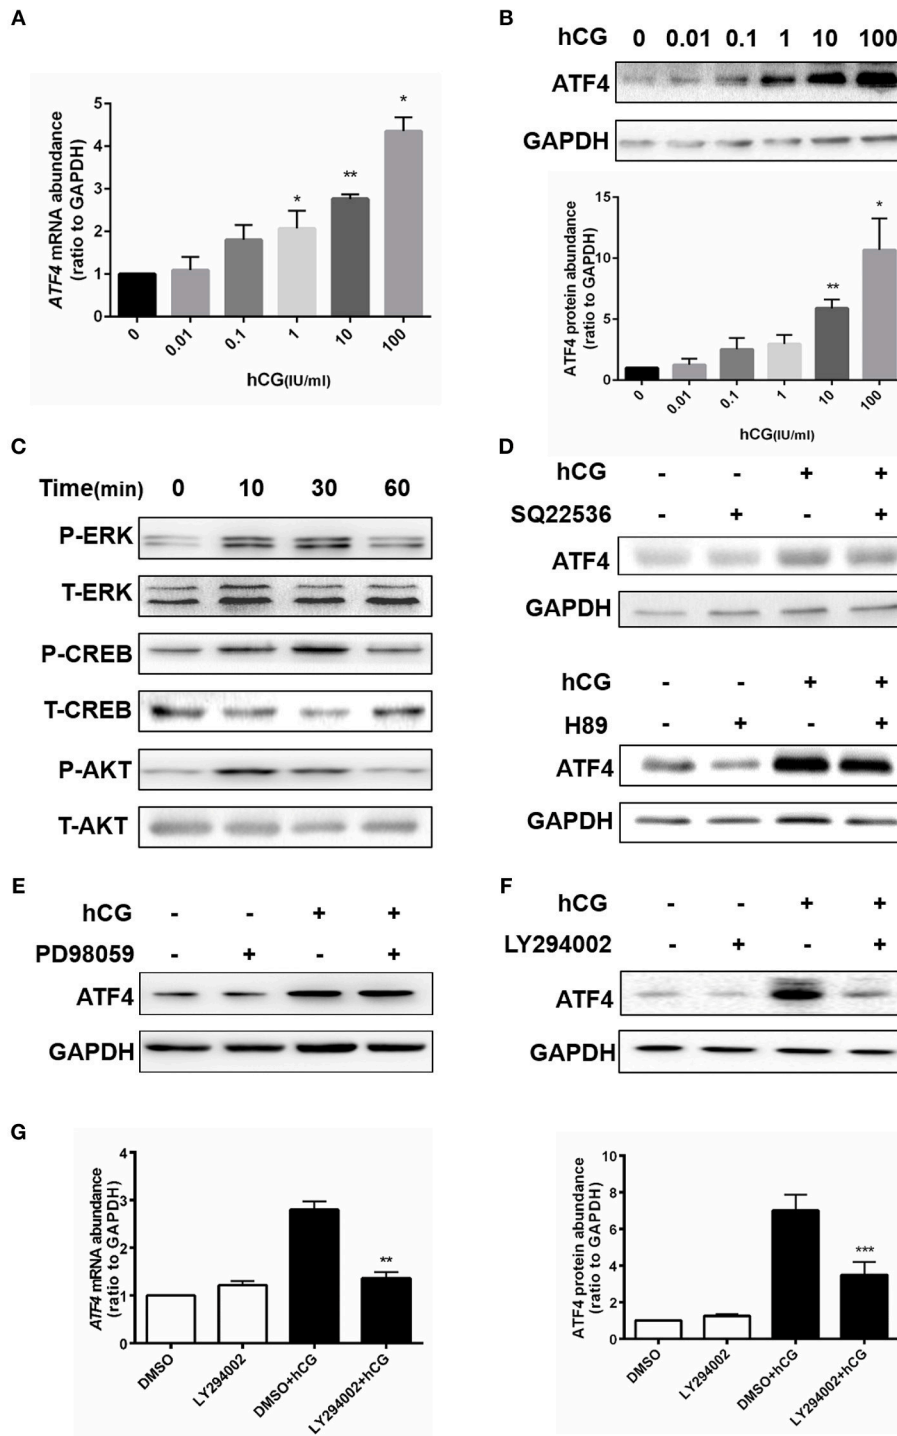 A
ATF4 mRNA abundance
(ratio to GAPDH)
5
4
3
2
1
0
*
**
*
0 0.01 0.1 1 10 100
hCG(IU/ml)
B
hCG 0 0.01 0.1 1 10 100
ATF4
GAPDH
ATF4 protein abundance
(ratio to GAPDH)
15
10
5
0
**
*
0 0.01 0.1 1 10 100
hCG(IU/ml)
C
Time(min) 0 10 30 60
P-ERK
T-ERK
P-CREB
T-CREB
P-AKT
T-AKT
D
hCG - - + +
SQ22536 - + - +
ATF4
GAPDH
hCG - - + +
H89 - + - +
ATF4
GAPDH
E
hCG - - + +
PD98059 - + - +
ATF4
GAPDH
F
hCG - - + +
LY294002 - + - +
ATF4
GAPDH
G
ATF4 mRNA abundance
(ratio to GAPDH)
4
3
2
1
0
**
DMSO LY294002 DMSO+hCG LY294002+hCG
ATF4 protein abundance
(ratio to GAPDH)
10
8
6
4
2
0
***
DMSO LY294002 DMSO+hCG LY294002+hCG